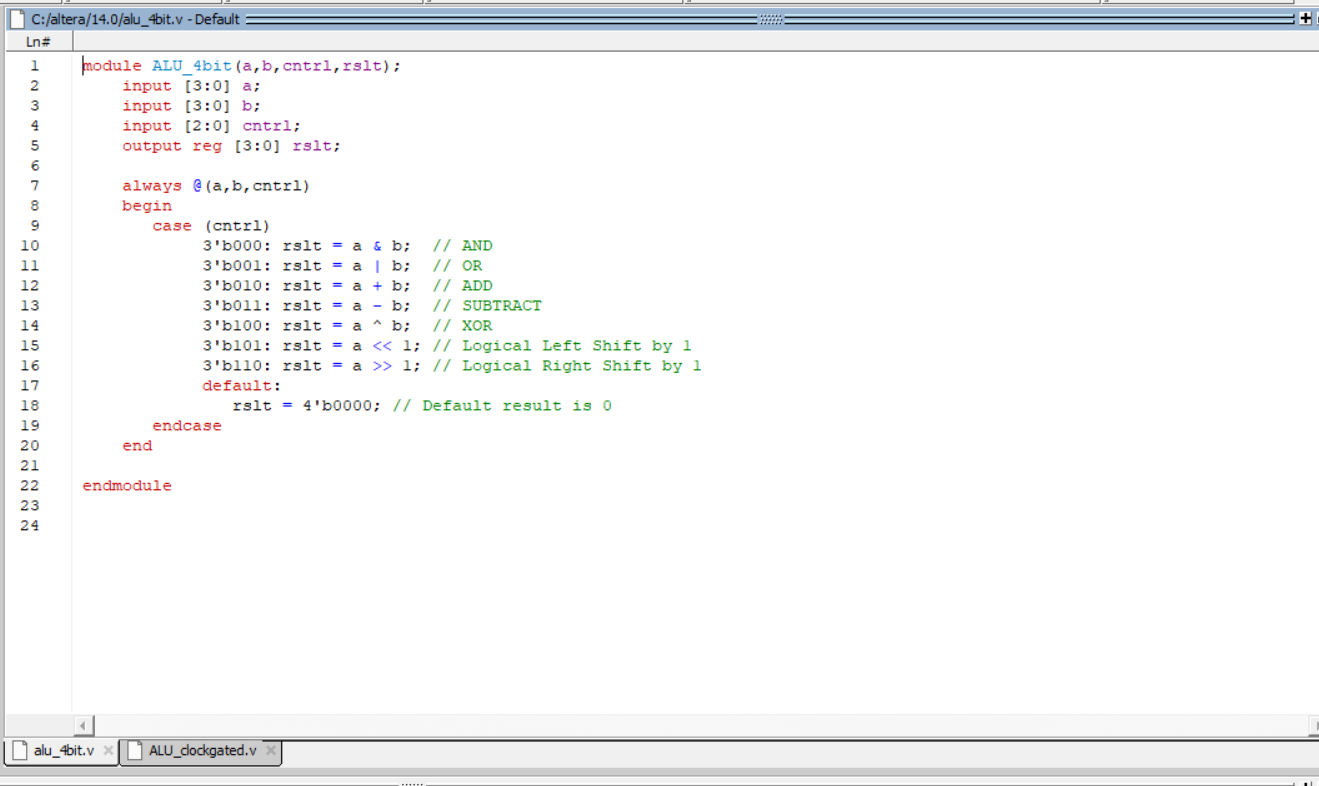 C:/altera/14.0/alu_4bit.v - Default
Ln#
1 module ALU_4bit(a,b,cntrl,rslt);
2 input [3:0] a;
3 input [3:0] b;
4 input [2:0] cntrl;
5 output reg [3:0] rslt;
6
7 always @(a,b,cntrl)
8 begin
9 case (cntrl)
10 3'b000: rslt = a & b; // AND
11 3'b001: rslt = a | b; // OR
12 3'b010: rslt = a + b; // ADD
13 3'b011: rslt = a - b; // SUBTRACT
14 3'b100: rslt = a ^ b; // XOR
15 3'b101: rslt = a << 1; // Logical Left Shift by 1
16 3'b110: rslt = a >> 1; // Logical Right Shift by 1
17 default:
18 rslt = 4'b0000; // Default result is 0
19 endcase
20 end
21
22 endmodule
23
24
alu_4bit.v ALU_clockgated.v